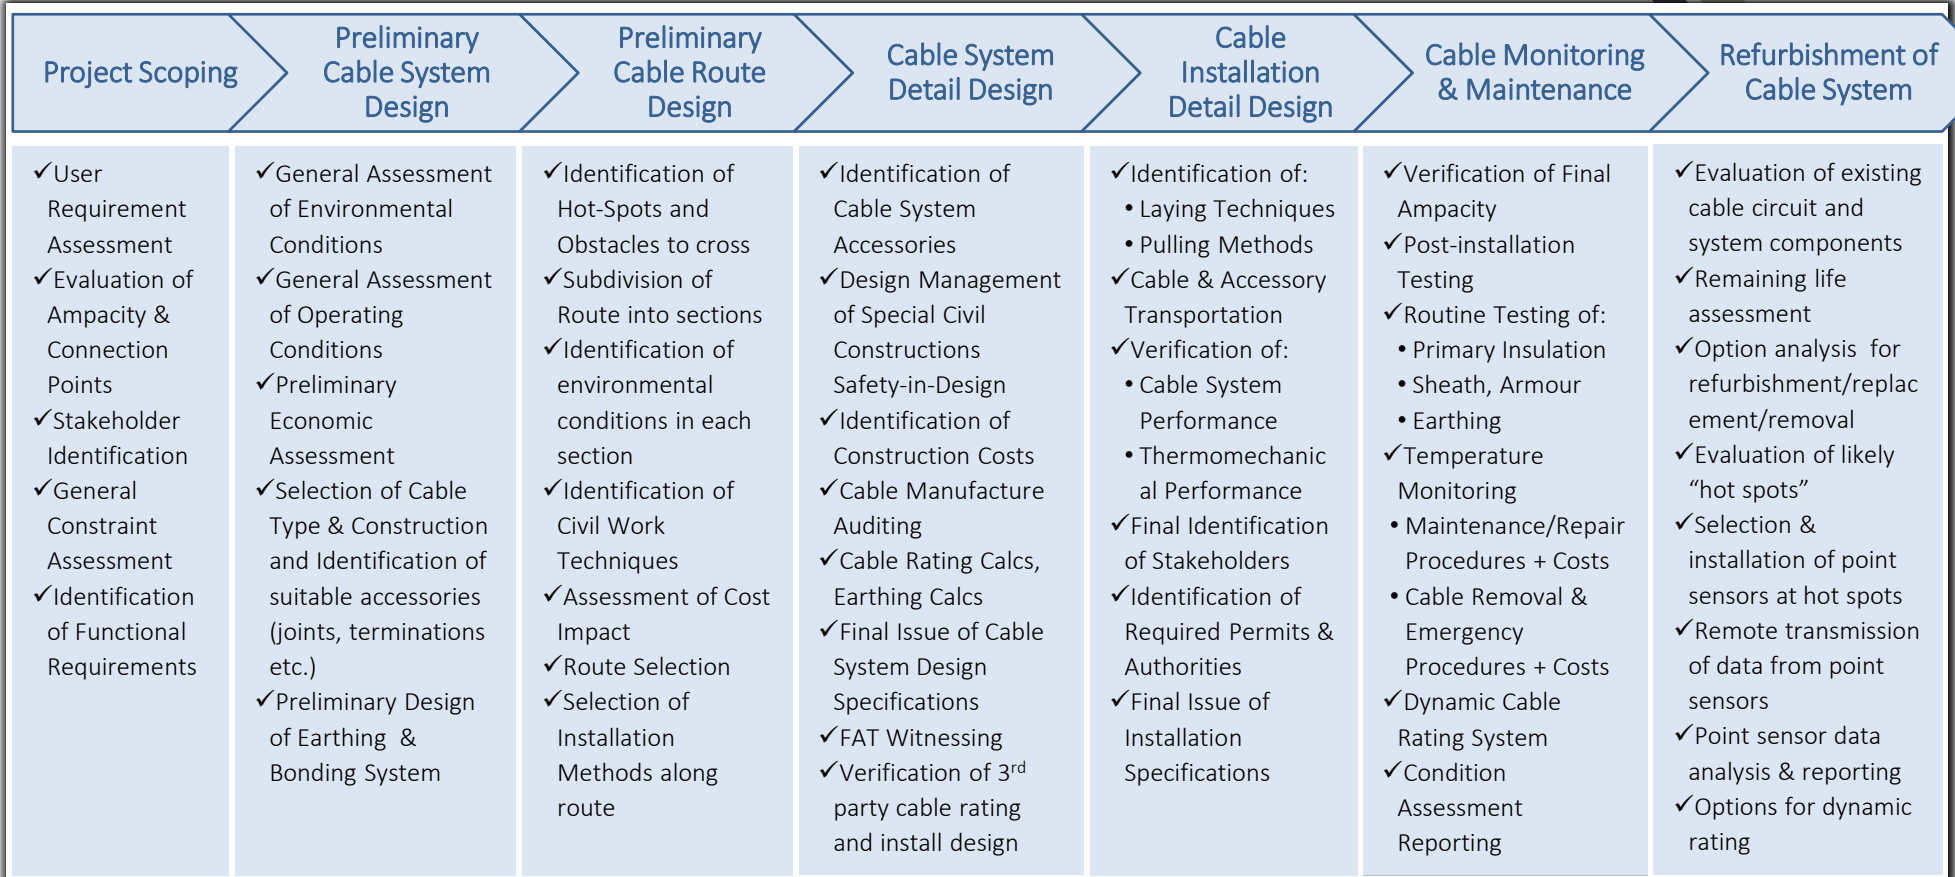 Project Scoping
Preliminary
Cable System
Design
Preliminary
Cable Route
Design
Cable System
Detail Design
Cable
Installation
Detail Design
Cable Monitoring
& Maintenance
Refurbishment of
Cable System
✓User
Requirement
Assessment
✓Evaluation of
Ampacity &
Connection
Points
✓Stakeholder
Identification
✓General
Constraint
Assessment
✓Identification
of Functional
Requirements
✓General Assessment
of Environmental
Conditions
✓General Assessment
of Operating
Conditions
✓Preliminary
Economic
Assessment
✓Selection of Cable
Type & Construction
and Identification of
suitable accessories
(joints, terminations
etc.)
✓Preliminary Design
of Earthing &
Bonding System
✓Identification of
Hot-Spots and
Obstacles to cross
✓Subdivision of
Route into sections
✓Identification of
environmental
conditions in each
section
✓Identification of
Civil Work
Techniques
✓Assessment of Cost
Impact
✓Route Selection
✓Selection of
Installation
Methods along
route
✓Identification of
Cable System
Accessories
✓Design Management
of Special Civil
Constructions
Safety-in-Design
✓Identification of
Construction Costs
✓Cable Manufacture
Auditing
✓Cable Rating Calcs,
Earthing Calcs
✓Final Issue of Cable
System Design
Specifications
✓FAT Witnessing
✓Verification of 3rd
party cable rating
and install design
✓Identification of:
• Laying Techniques
• Pulling Methods
✓Cable & Accessory
Transportation
✓Verification of:
• Cable System
Performance
• Thermomechanic
al Performance
✓Final Identification
of Stakeholders
✓Identification of
Required Permits &
Authorities
✓Final Issue of
Installation
Specifications
✓Verification of Final
Ampacity
✓Post-installation
Testing
✓Routine Testing of:
• Primary Insulation
• Sheath, Armour
• Earthing
✓Temperature
Monitoring
• Maintenance/Repair
Procedures + Costs
• Cable Removal &
Emergency
Procedures + Costs
✓Dynamic Cable
Rating System
✓Condition
Assessment
Reporting
✓Evaluation of existing
cable circuit and
system components
✓Remaining life
assessment
✓Option analysis for
refurbishment/replac
ement/removal
✓Evaluation of likely
“hot spots”
✓Selection &
installation of point
sensors at hot spots
✓Remote transmission
of data from point
sensors
✓Point sensor data
analysis & reporting
✓Options for dynamic
rating